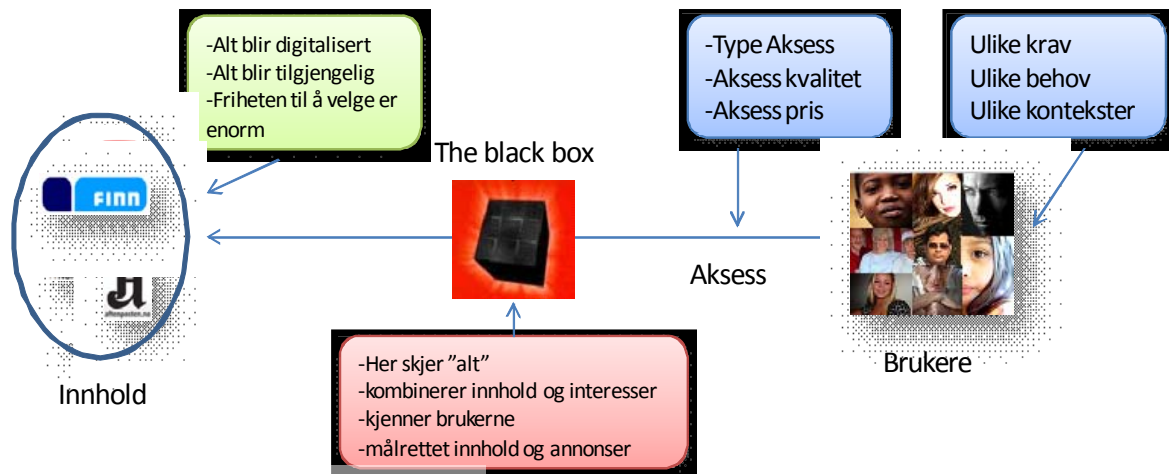 -Alt blir digitalisert
-Alt blir tilgjengelig
-Friheten til å velge er
enorm
-Type Aksess
-Aksess kvalitet
-Aksess pris
Ulike krav
Ulike behov
Ulike kontekster
The black box
FINN
Aksess
aftenposten.no
Brukere
Innhold
-Her skjer ”alt”
-kombinerer innhold og interesser
-kjenner brukerne
-målrettet innhold og annonser